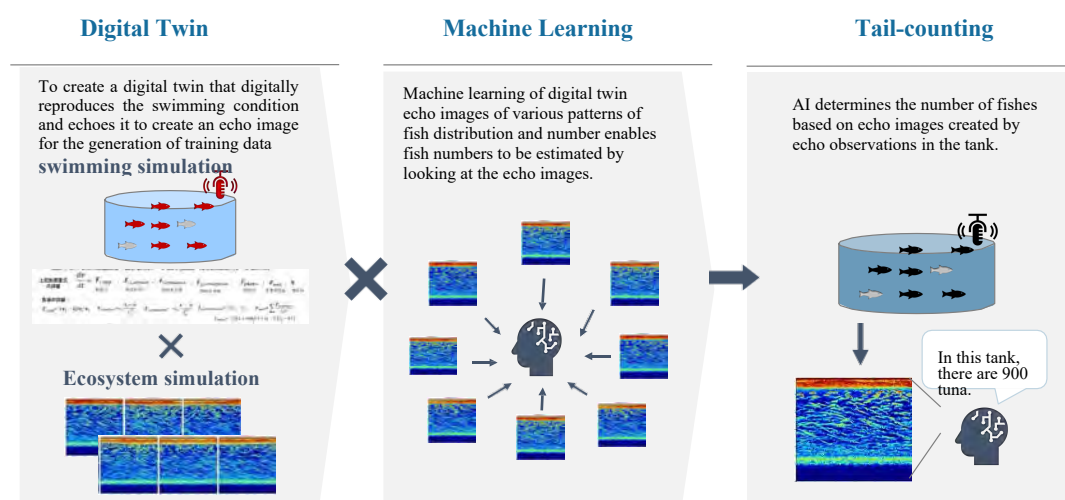 Digital Twin
To create a digital twin that digitally
reproduces the swimming condition
and echoes it to create an echo image
for the generation of training data
swimming simulation
Ecosystem simulation
Machine Learning
Machine learning of digital twin
echo images of various patterns of
fish distribution and number enables
fish numbers to be estimated by
looking at the echo images.
Tail-counting
AI determines the number of fishes
based on echo images created by
echo observations in the tank.
In this tank,
there are 900
tuna.